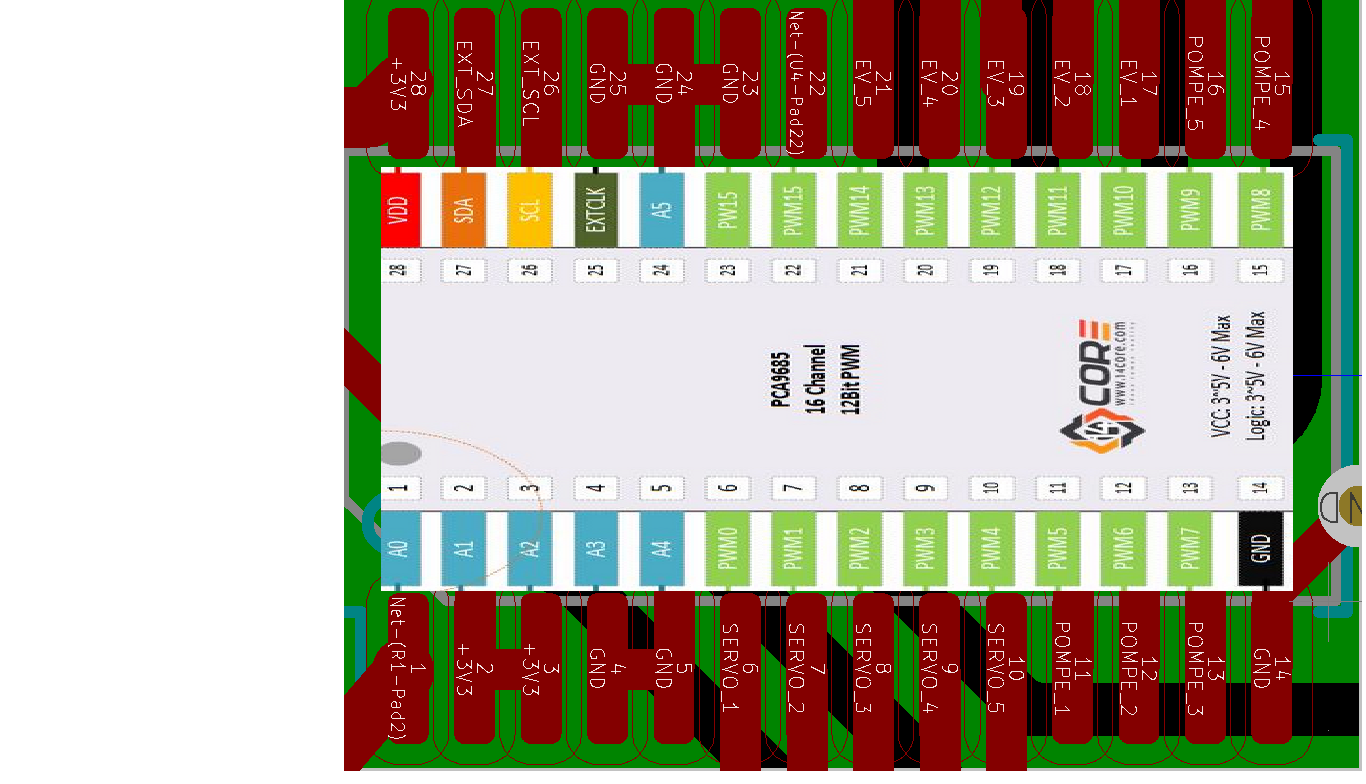 28
+3V3
27
EXT_SDA
26
EXT_SCL
25
GND
24
GND
23
GND
22
Net-(U4-Pad22)
21
EV_5
20
EV_4
19
EV_3
18
EV_2
17
EV_1
16
POMPE_5
15
POMPE_4
VDD
SDA
SCL
EXTCLK
A5
PW15
PWM15
PWM14
PWM13
PWM12
PWM11
PWM10
PWM9
PWM8
28
27
26
25
24
23
22
21
20
19
18
17
16
15
PCA9685
16 Channel
12Bit PWM
CORE
www.14core.com
VCC: 3~5V - 6V Max
Logic: 3~5V - 6V Max
1
2
3
4
5
6
7
8
9
10
11
12
13
14
A0
A1
A2
A3
A4
PWM0
PWM1
PWM2
PWM3
PWM4
PWM5
PWM6
PWM7
GND
1
Net-(R1-Pad2)
2
+3V3
3
+3V3
4
GND
5
GND
6
SERVO_1
7
SERVO_2
8
SERVO_3
9
SERVO_4
10
SERVO_5
11
POMPE_1
12
POMPE_2
13
POMPE_3
14
GND